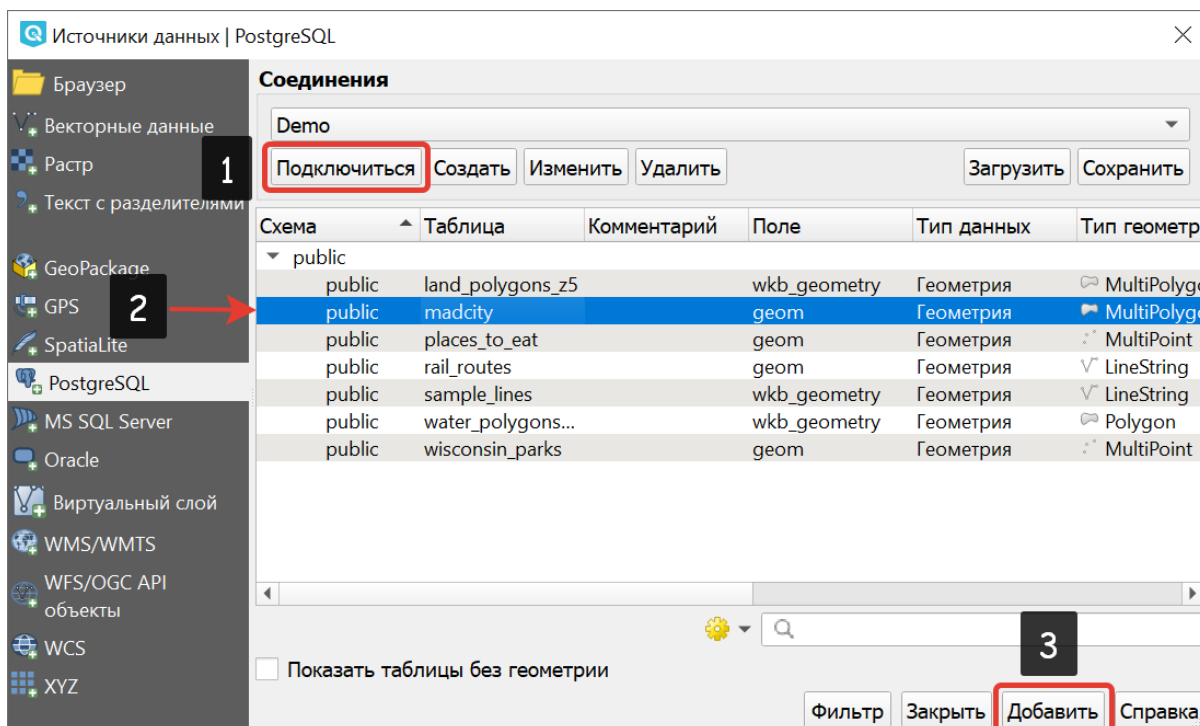 Источники данных | PostgreSQL
Браузер
Векторные данные
Растр
Текст с разделителями
GeoPackage
GPS
SpatiaLite
PostgreSQL
MS SQL Server
Oracle
Виртуальный слой
WMS/WMTS
WFS/OGC API
объекты
WCS
XYZ
Соединения
Demo
1
Подключиться Создать Изменить Удалить Загрузить Сохранить
Схема Таблица Комментарий Поле Тип данных Тип геометр
public
public land_polygons_z5 wkb_geometry Геометрия MultiPolygo
2
public madcity geom Геометрия MultiPolygo
public places_to_eat geom Геометрия MultiPoint
public rail_routes geom Геометрия LineString
public sample_lines wkb_geometry Геометрия LineString
public water_polygons... wkb_geometry Геометрия Polygon
public wisconsin_parks geom Геометрия MultiPoint
3
Показать таблицы без геометрии
Фильтр Закрыть Добавить Справка